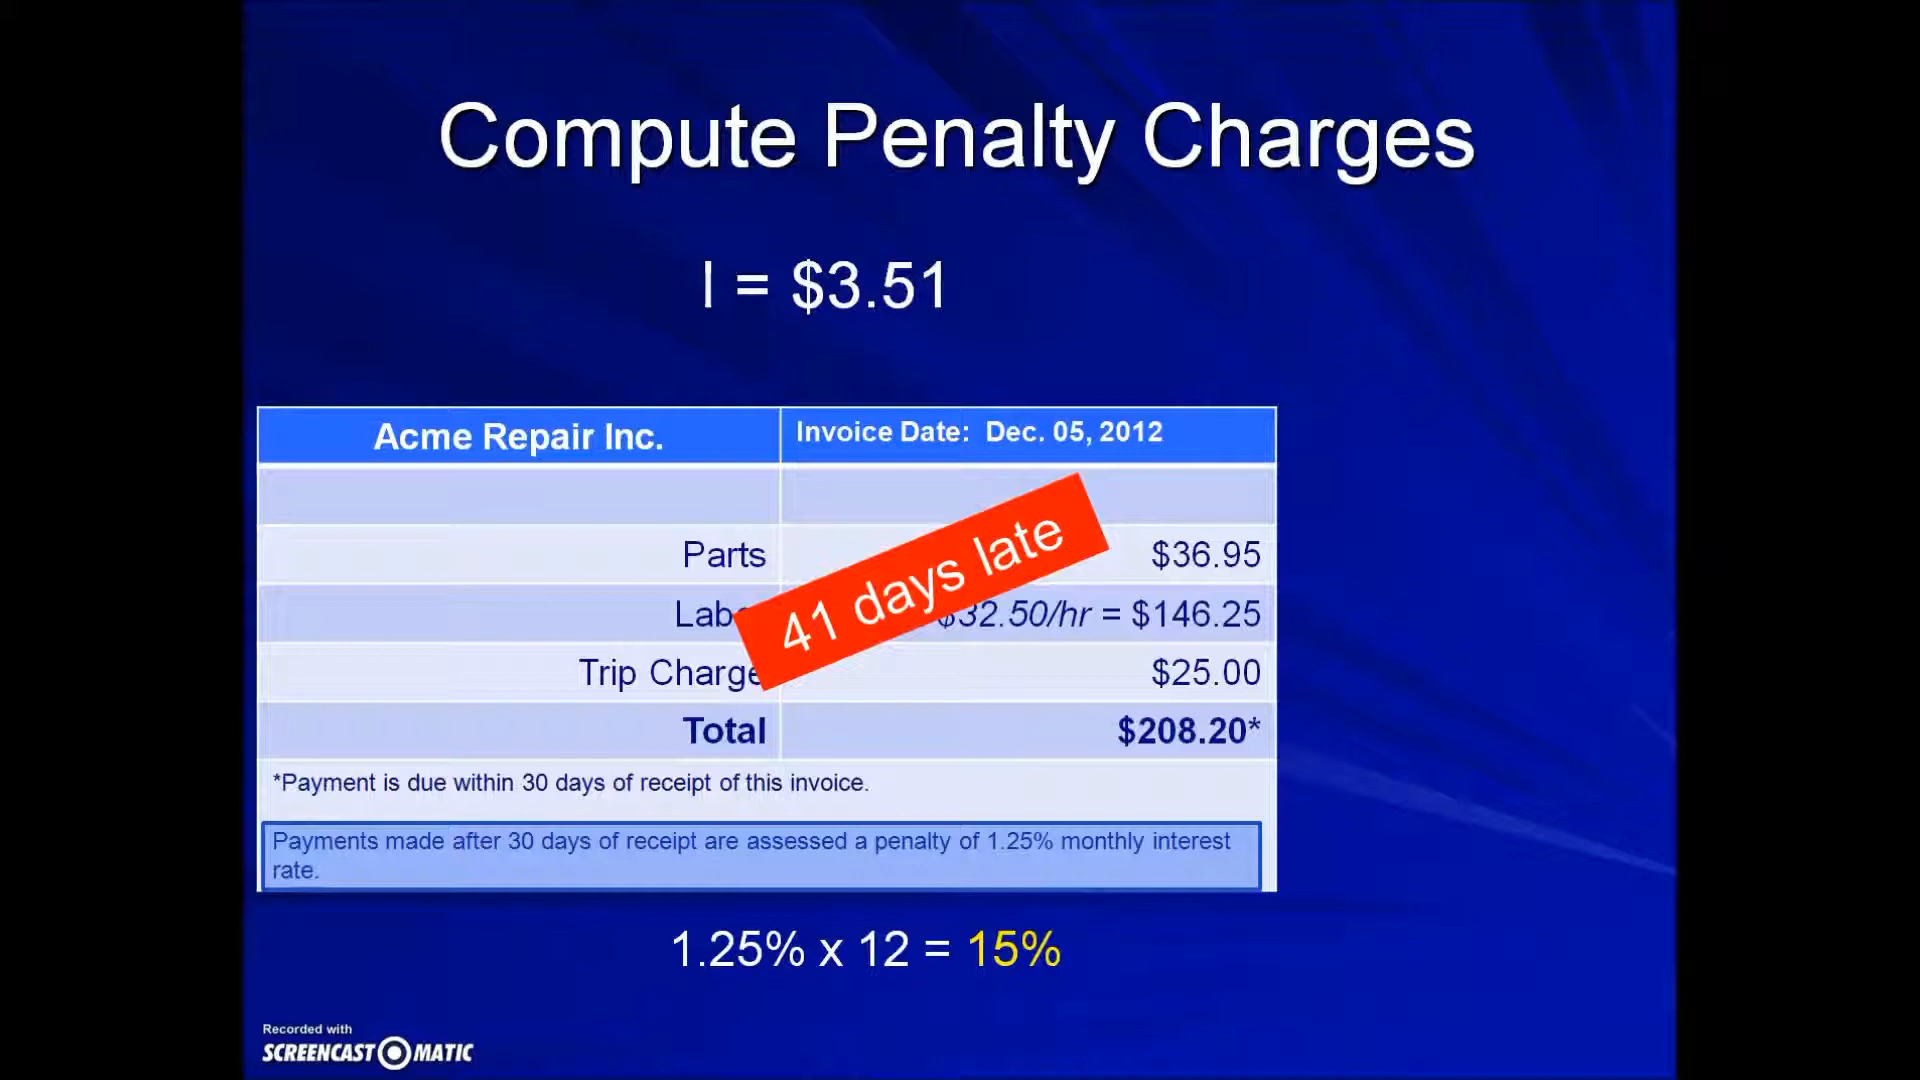 Compute Penalty Charges
I = $3.51
Acme Repair Inc.
Invoice Date: Dec. 05, 2012
Parts
$36.95
41 days late
$32.50/hr = $146.25
Trip Charge
$25.00
Total
$208.20*
*Payment is due within 30 days of receipt of this invoice.
Payments made after 30 days of receipt are assessed a penalty of 1.25% monthly interest
rate.
1.25% x 12 = 15%
Recorded with
SCREENCAST MATIC